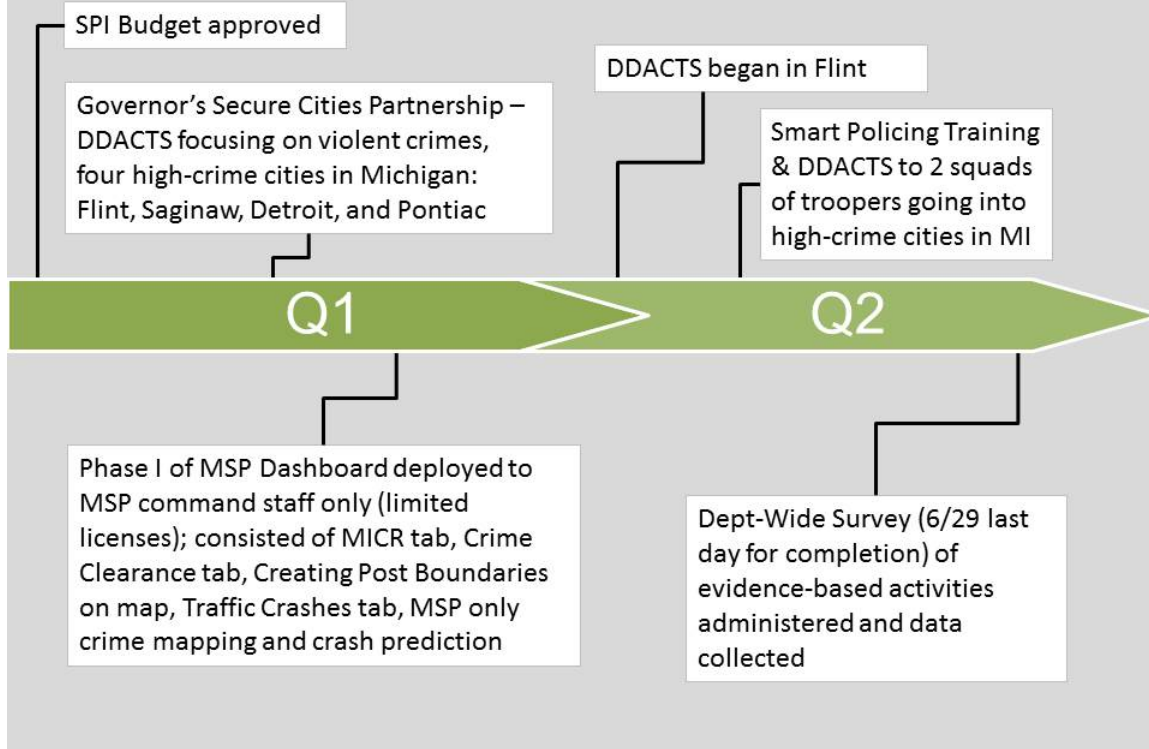 SPI Budget approved
DDACTS began in Flint
Governor's Secure Cities Partnership –
DDACTS focusing on violent crimes,
four high-crime cities in Michigan:
Flint, Saginaw, Detroit, and Pontiac
Smart Policing Training
& DDACTS to 2 squads
of troopers going into
high-crime cities in MI
Q1
Q2
Phase I of MSP Dashboard deployed to
MSP command staff only (limited
licenses); consisted of MICR tab, Crime
Clearance tab, Creating Post Boundaries
on map, Traffic Crashes tab, MSP only
crime mapping and crash prediction
Dept-Wide Survey (6/29 last
day for completion) of
evidence-based activities
administered and data
collected